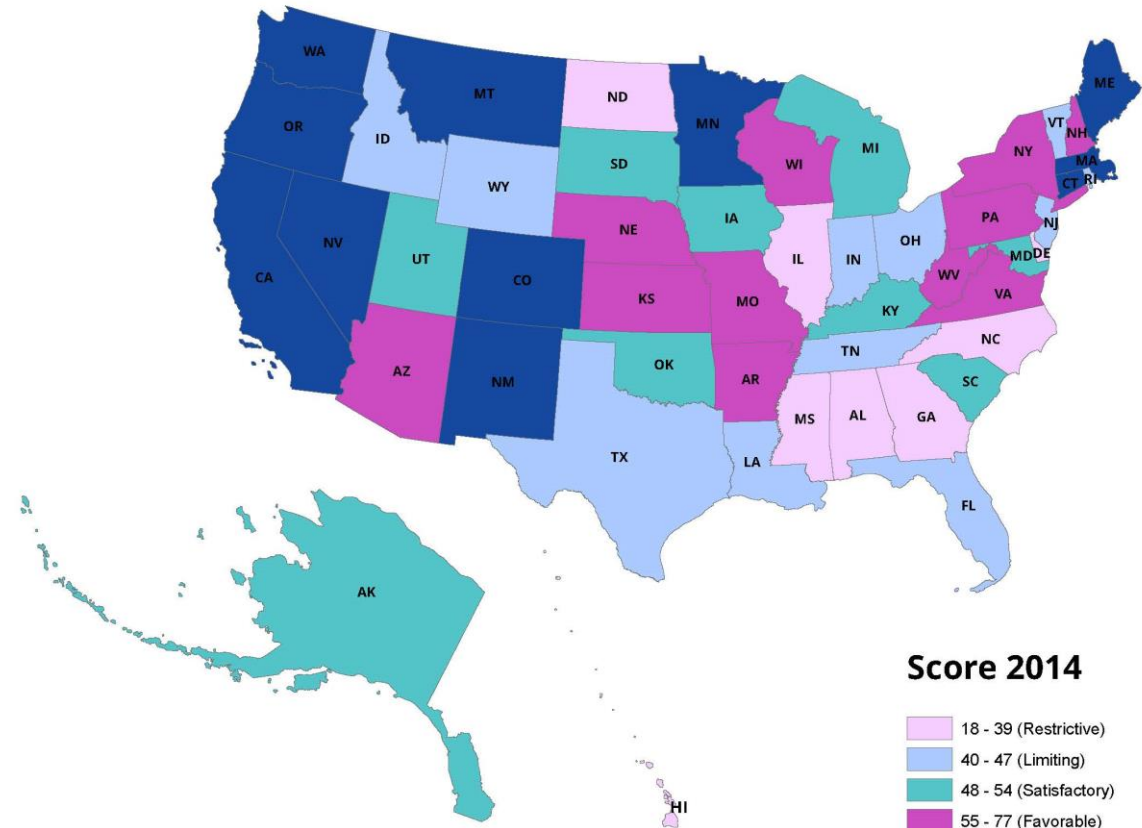 WA
MT
ND
MN
ME
OR
ID
SD
WI
MI
VT
NH
NY
MA
CT
RI
WY
IA
NE
PA
NJ
NV
UT
CO
IL
IN
OH
MD
DE
WV
VA
CA
KS
MO
KY
NC
AZ
NM
OK
AR
TN
SC
MS
AL
GA
TX
LA
FL
AK
HI
Score 2014
18 - 39 (Restrictive)
40 - 47 (Limiting)
48 - 54 (Satisfactory)
55 - 77 (Favorable)